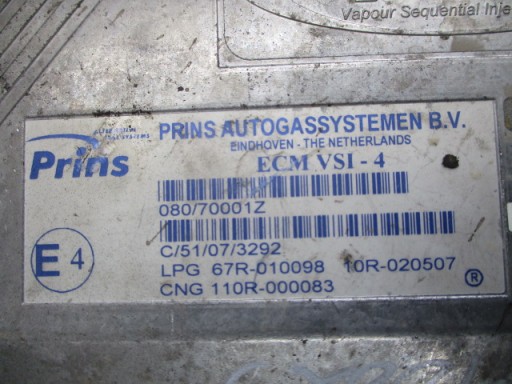 Vapour Sequential Inje
Prins
PRINS AUTOGASSYSTEMEN B.V.
EINDHOVEN - THE NETHERLANDS
ECM VSI - 4
080/70001Z
C/51/07/3292
E 4
LPG 67R-010098 10R-020507
CNG 110R-000083
®